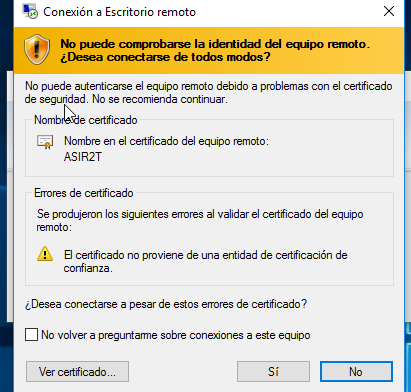 Conexión a Escritorio remoto
No puede comprobarse la identidad del equipo remoto.
¿Desea conectarse de todos modos?
No puede autenticarse el equipo remoto debido a problemas con el certificado
de seguridad. No se recomienda continuar.
Nombre de certificado
Nombre en el certificado del equipo remoto:
ASIR2T
Errores de certificado
Se produjeron los siguientes errores al validar el certificado del equipo
remoto:
El certificado no proviene de una entidad de certificación de
confianza.
¿Desea conectarse a pesar de estos errores de certificado?
No volver a preguntarme sobre conexiones a este equipo
Ver certificado...
Sí
No